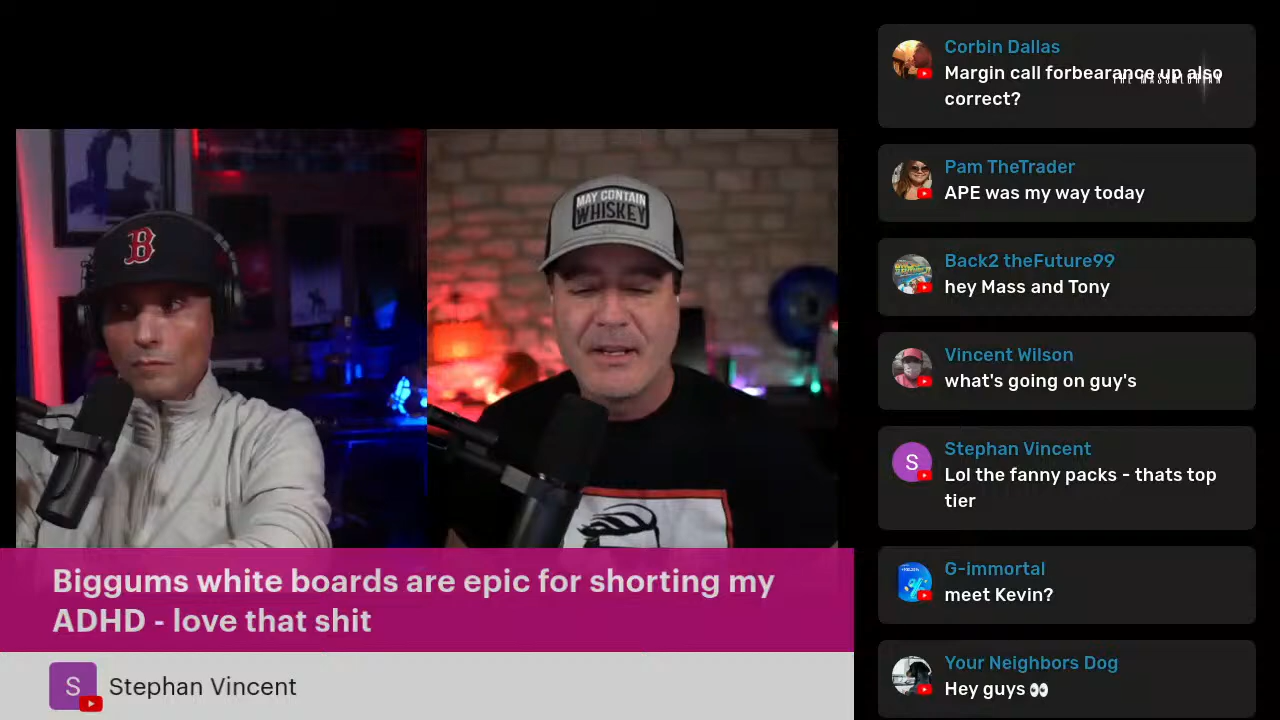 B
MAY CONTAIN
WHISKEY
Biggums white boards are epic for shorting my
ADHD - love that shit
S
Stephan Vincent
Corbin Dallas
Margin call forbearance up also
correct?
THE MASSALORIAN
Pam TheTrader
APE was my way today
Back2 theFuture99
hey Mass and Tony
Vincent Wilson
what's going on guy's
S
Stephan Vincent
Lol the fanny packs - thats top
tier
G-immortal
meet Kevin?
Your Neighbors Dog
Hey guys 👀